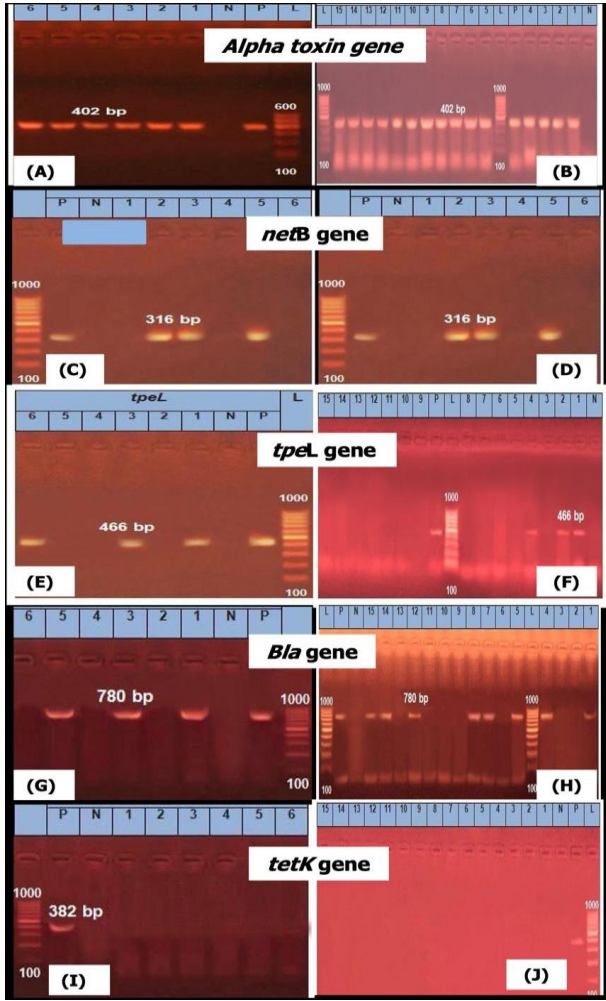 6 5 4 3 2 1 N P L
L 15 14 13 12 11 10 9 8 7 6 5 L P 4 3 2 1 N
Alpha toxin gene
402 bp
600
100
(A)
1000
402 bp
1000
100
100
(B)
P N 1 2 3 4 5 6
P N 1 2 3 4 5 6
netB gene
1000
316 bp
100
(C)
1000
316 bp
100
(D)
tpeL
L
6 5 4 3 2 1 N P
15 14 13 12 11 10 9 P L 8 7 6 5 4 3 2 1 N
tpeL gene
1000
466 bp
100
(E)
1000
466 bp
100
(F)
6 5 4 3 2 1 N P
L P N 15 14 13 12 11 10 9 8 7 6 5 L 4 3 2 1
Bla gene
780 bp
1000
100
(G)
1000
780 bp
1000
100
100
(H)
P N 1 2 3 4 5 6
15 14 13 12 11 10 9 8 7 6 5 4 3 2 1 N P L
tetK gene
1000
382 bp
100
(I)
1000
100
(J)